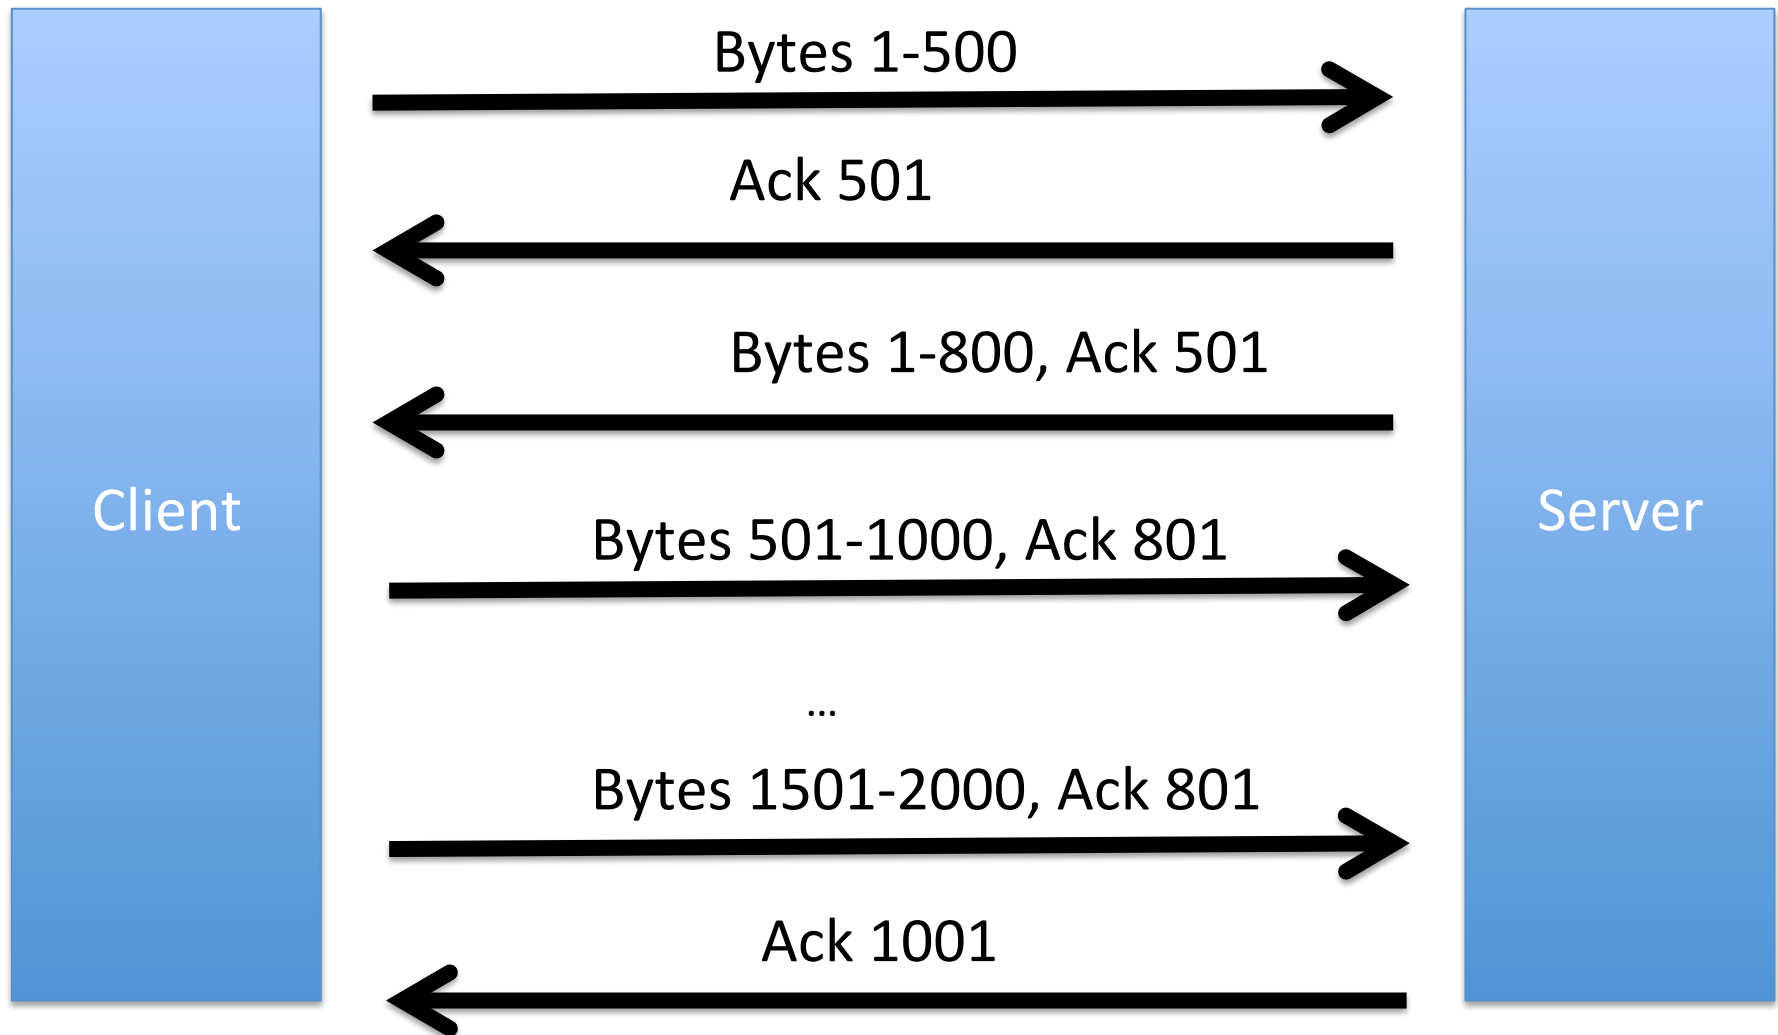 Bytes 1-500
Ack 501
Bytes 1-800, Ack 501
Client
Server
Bytes 501-1000, Ack 801
...
Bytes 1501-2000, Ack 801
Ack 1001